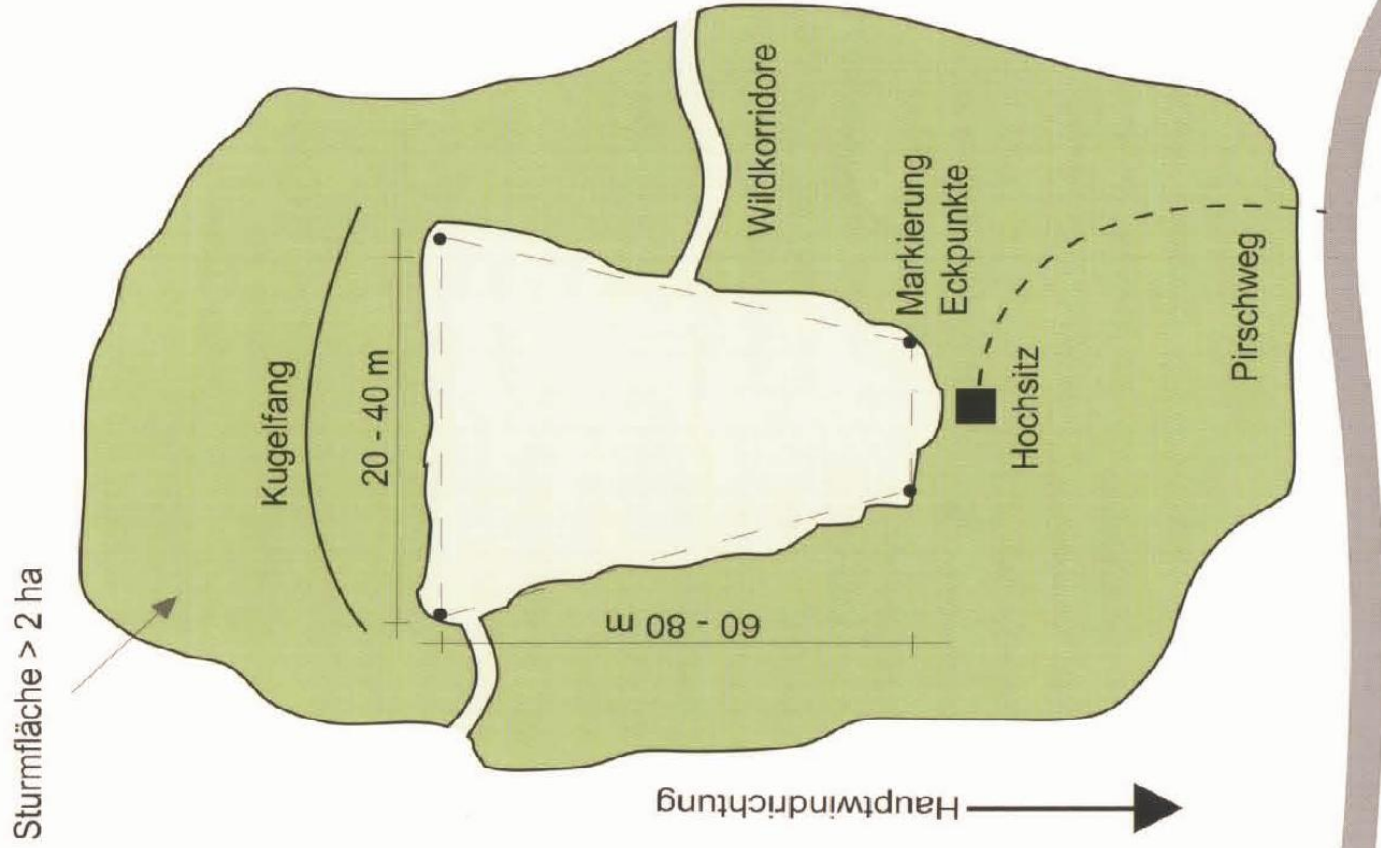 Sturmfläche > 2 ha
Kugelfang
20 - 40 m
60 - 80 m
Wildkorridore
Markierung
Eckpunkte
Hochsitz
Pirschweg
Hauptwindrichtung